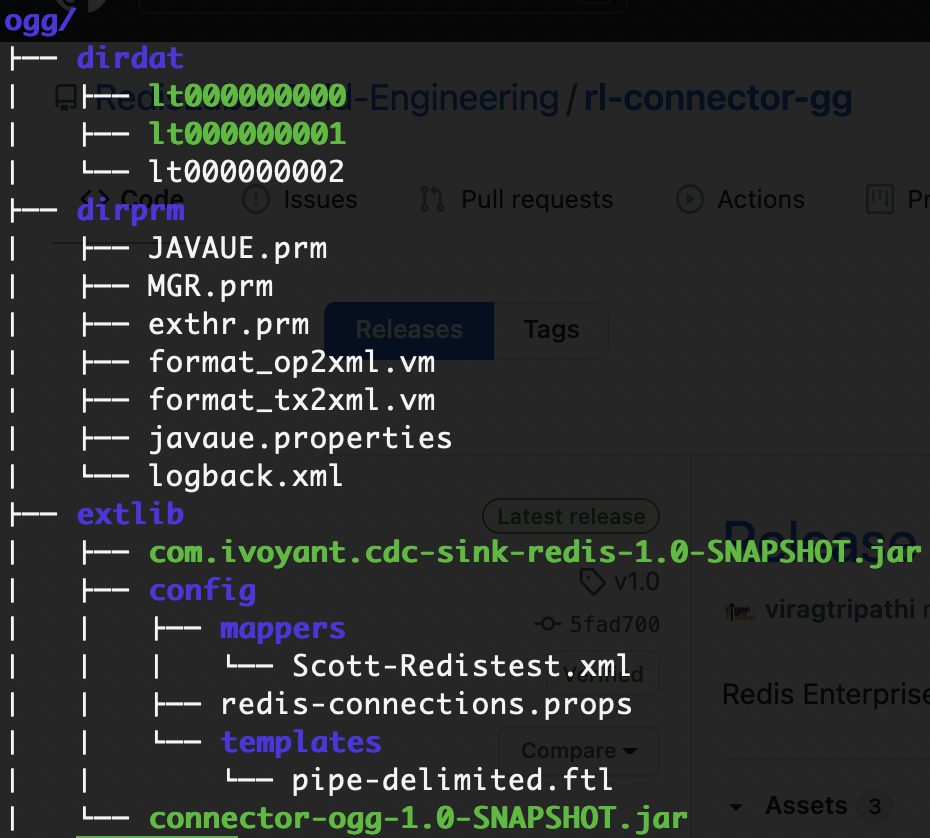 ogg/
├── dirdat
│   ├── lt000000000
│   ├── lt000000001
│   └── lt000000002
├── dirprm
│   ├── JAVAUE.prm
│   ├── MGR.prm
│   ├── exthr.prm
│   ├── format_op2xml.vm
│   ├── format_tx2xml.vm
│   ├── javaue.properties
│   └── logback.xml
├── extlib
│   ├── com.ivoyant.cdc-sink-redis-1.0-SNAPSHOT.jar
│   ├── config
│   │   ├── mappers
│   │   │   └── Scott-Redistest.xml
│   │   ├── redis-connections.props
│   │   └── templates
│   │       └── pipe-delimited.ftl
│   └── connector-ogg-1.0-SNAPSHOT.jar
-Engineering / rl-connector-gg
Code Issues Pull requests Actions
Releases Tags
Latest release
Release
v1.0
viragtripathi
5fad700
Verified
Redis Enterprise
Compare
Assets 3